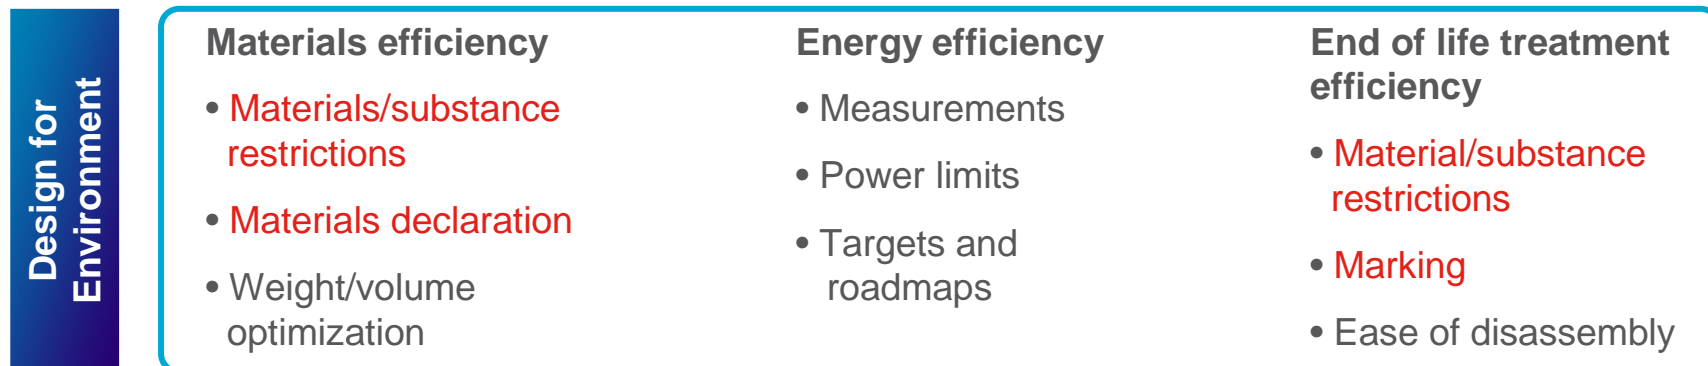 Design for
Environment
Materials efficiency
• Materials/substance
restrictions
• Materials declaration
• Weight/volume
optimization
Energy efficiency
• Measurements
• Power limits
• Targets and
roadmaps
End of life treatment
efficiency
• Material/substance
restrictions
• Marking
• Ease of disassembly